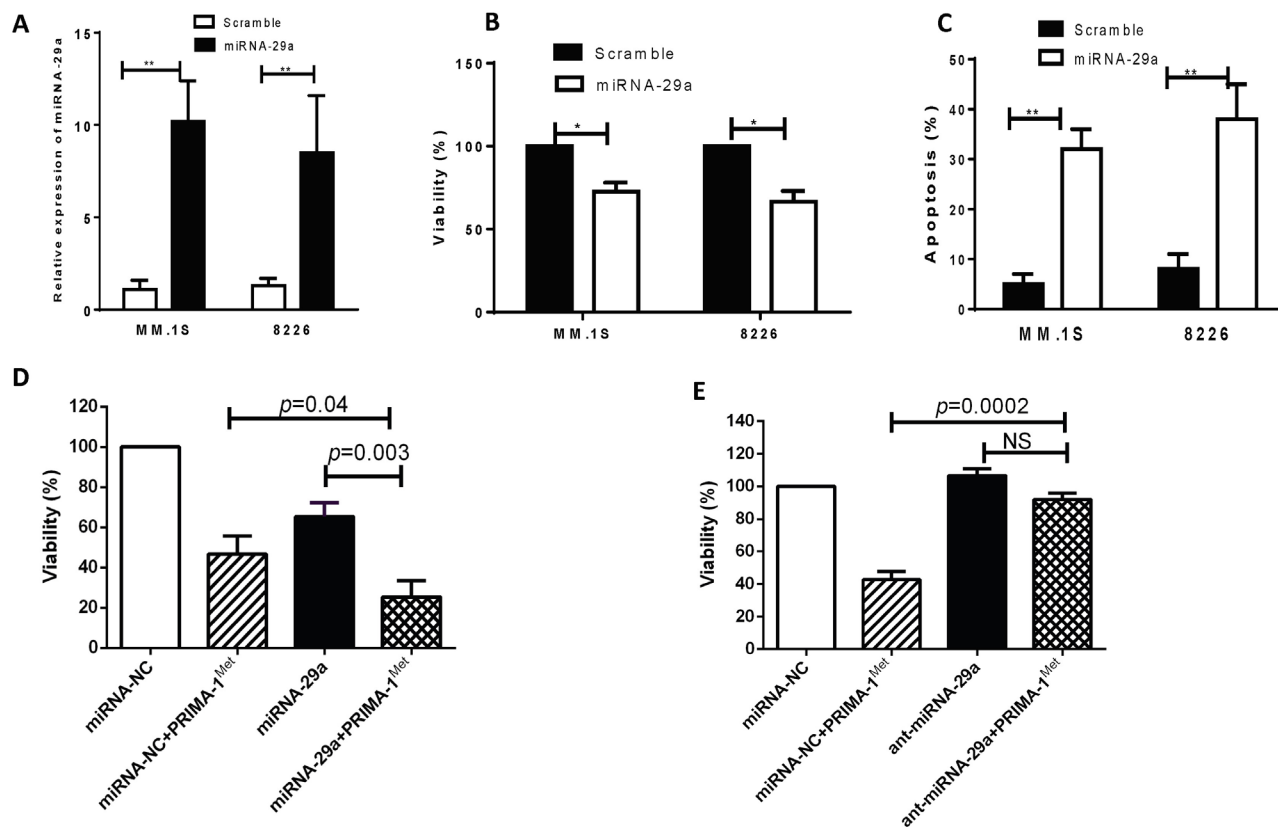 A
Scramble
miRNA-29a
Relative expression of miRNA-29a
15
10
5
0
**
**
MM.1S
8226
B
Scramble
miRNA-29a
Viability (%)
150
100
50
0
*
*
MM.1S
8226
C
Scramble
miRNA-29a
Apoptosis (%)
50
40
30
20
10
0
**
**
MM.1S
8226
D
Viability (%)
120
100
80
60
40
20
0
p=0.04
p=0.003
miRNA-NC
miRNA-NC+PRIMA-1Met
miRNA-29a
miRNA-29a+PRIMA-1Met
E
Viability (%)
140
120
100
80
60
40
20
0
p=0.0002
NS
miRNA-NC
miRNA-NC+PRIMA-1Met
ant-miRNA-29a
ant-miRNA-29a+PRIMA-1Met